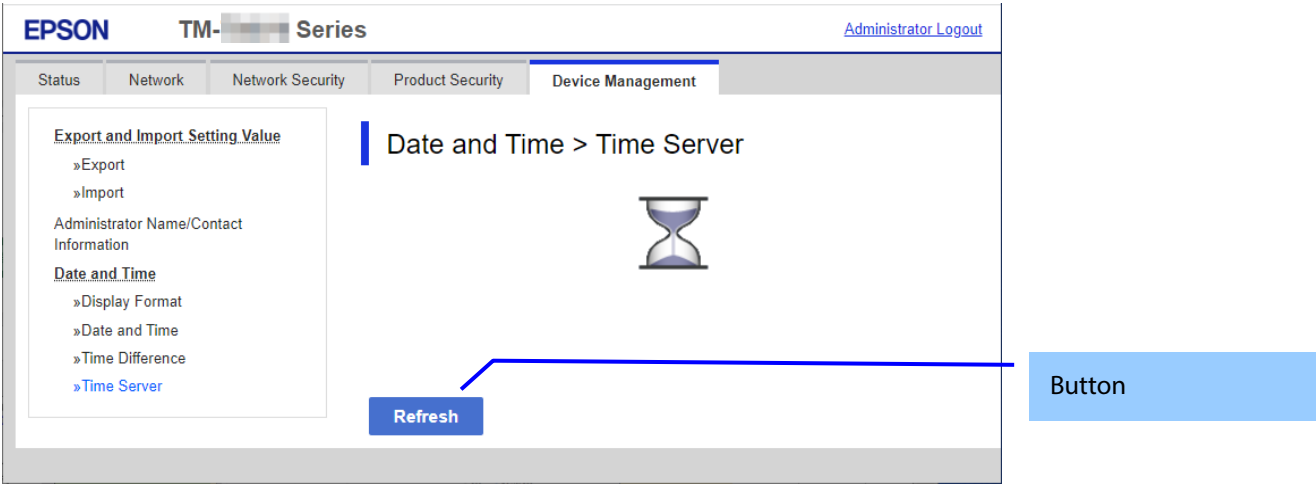 EPSON TM- Series Administrator Logout
Status Network Network Security Product Security Device Management
Export and Import Setting Value
»Export
»Import
Administrator Name/Contact
Information
Date and Time
»Display Format
»Date and Time
»Time Difference
»Time Server
Date and Time > Time Server
Refresh
Button